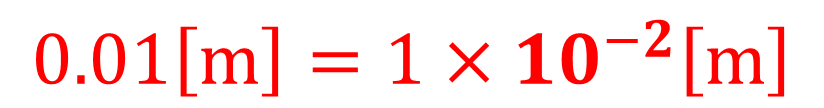 0.01[m] = 1 × 10⁻²[m]